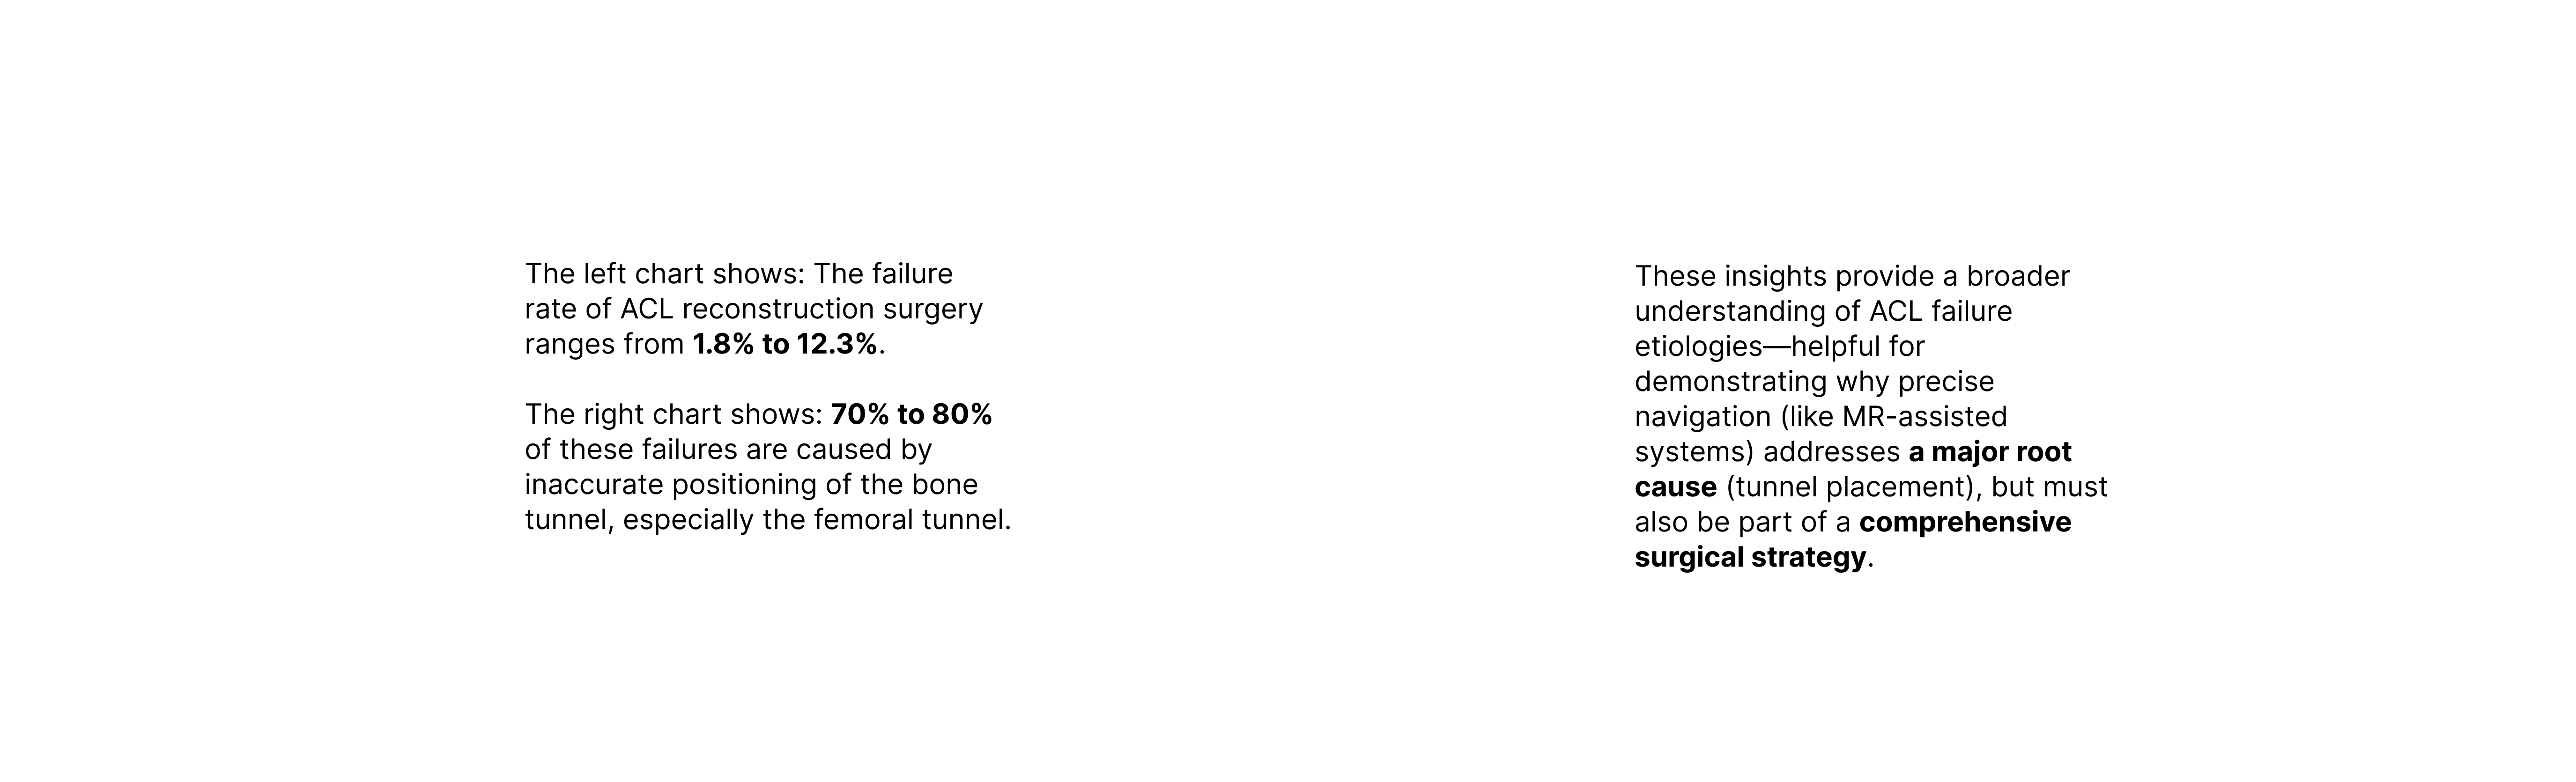 The left chart shows: The failure
rate of ACL reconstruction surgery
ranges from 1.8% to 12.3%.
The right chart shows: 70% to 80%
of these failures are caused by
inaccurate positioning of the bone
tunnel, especially the femoral tunnel.
These insights provide a broader
understanding of ACL failure
etiologies—helpful for
demonstrating why precise
navigation (like MR-assisted
systems) addresses a major root
cause (tunnel placement), but must
also be part of a comprehensive
surgical strategy.